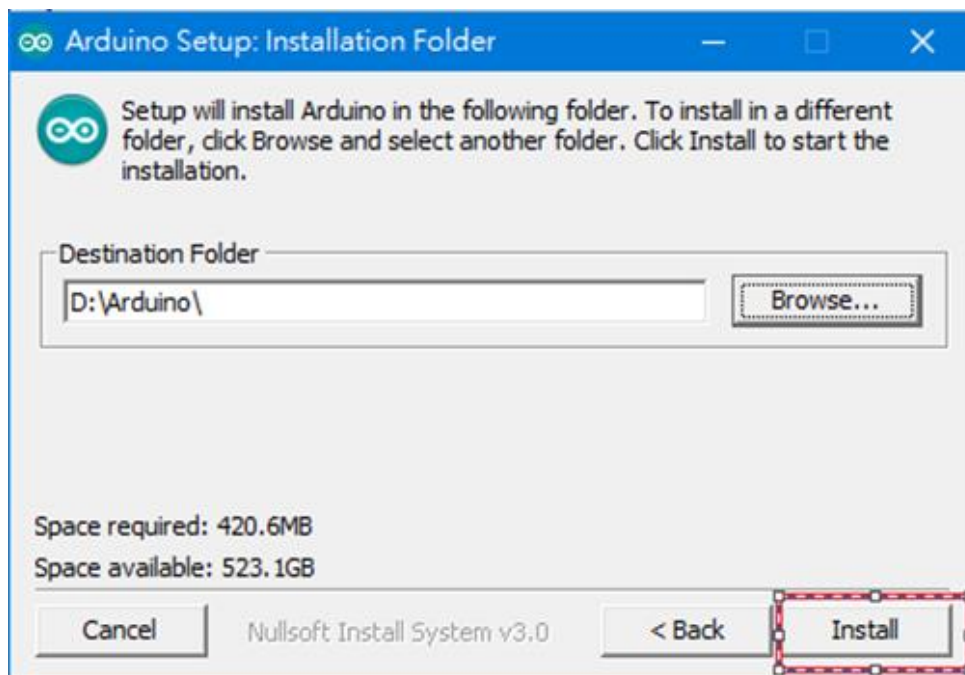 Arduino Setup: Installation Folder
Setup will install Arduino in the following folder. To install in a different
folder, click Browse and select another folder. Click Install to start the
installation.
Destination Folder
D:\Arduino\
Browse...
Space required: 420.6MB
Space available: 523.1GB
Cancel
Nullsoft Install System v3.0
< Back
Install